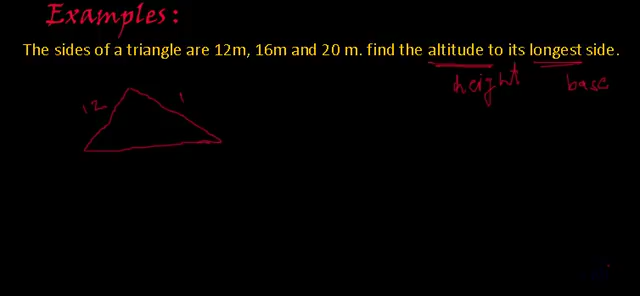 Examples:
The sides of a triangle are 12m, 16m and 20 m. find the altitude to its longest side.
height base
12 1